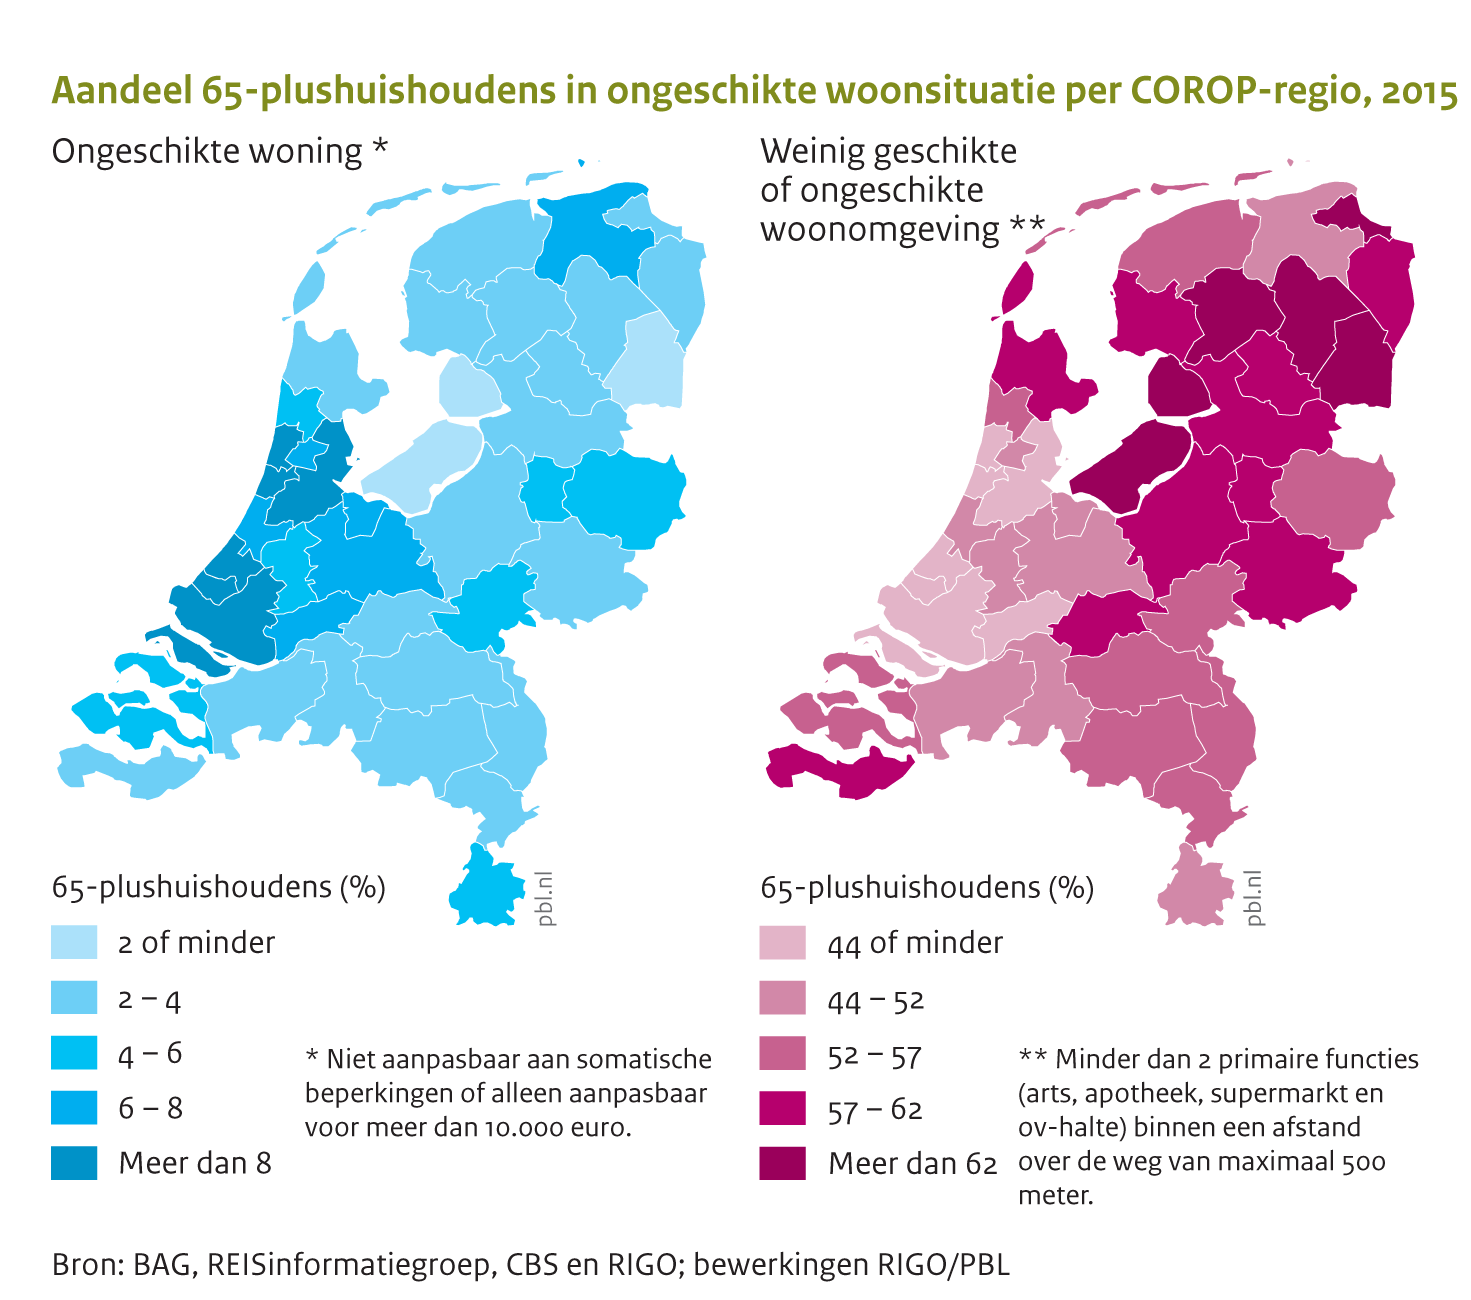 Aandeel 65-plushuishoudens in ongeschikte woonsituatie per COROP-regio, 2015
Ongeschikte woning *
65-plushuishoudens (%)
2 of minder
2 – 4
4 – 6
6 – 8
Meer dan 8
* Niet aanpasbaar aan somatische
beperkingen of alleen aanpasbaar
voor meer dan 10.000 euro.
pbl.nl
Weinig geschikte
of ongeschikte
woonomgeving **
65-plushuishoudens (%)
44 of minder
44 – 52
52 – 57
57 – 62
Meer dan 62
** Minder dan 2 primaire functies
(arts, apotheek, supermarkt en
ov-halte) binnen een afstand
over de weg van maximaal 500
meter.
pbl.nl
Bron: BAG, REISinformatiegroep, CBS en RIGO; bewerkingen RIGO/PBL